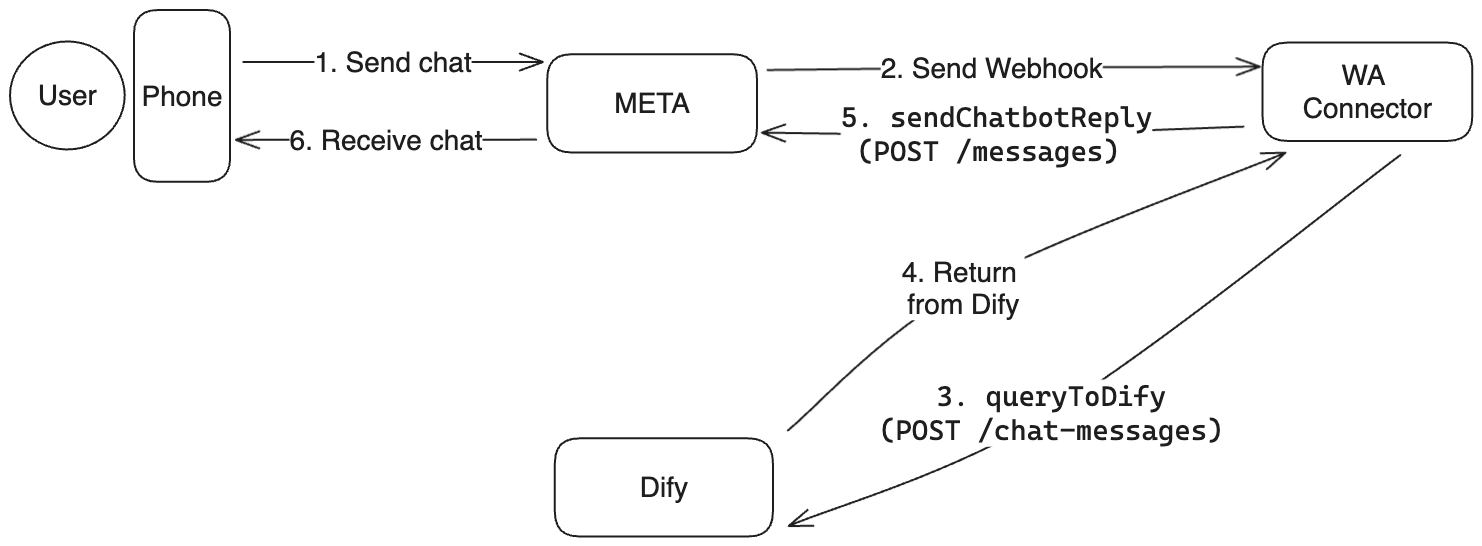 User
Phone
1. Send chat
6. Receive chat
META
2. Send Webhook
5. sendChatbotReply
(POST /messages)
WA
Connector
4. Return
from Dify
3. queryToDify
(POST /chat-messages)
Dify